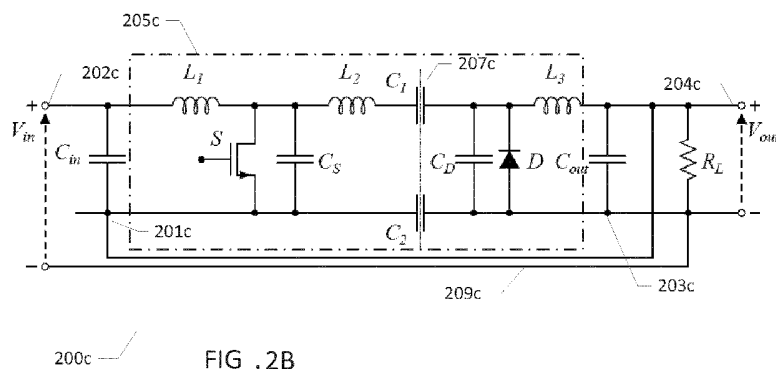 205c
202c
L1
L2
C1
207c
L3
204c
+
+
Vin
Cin
S
CS
CD
D
Cout
RL
Vout
201c
C2
−
−
209c
203c
200c
FIG .2B